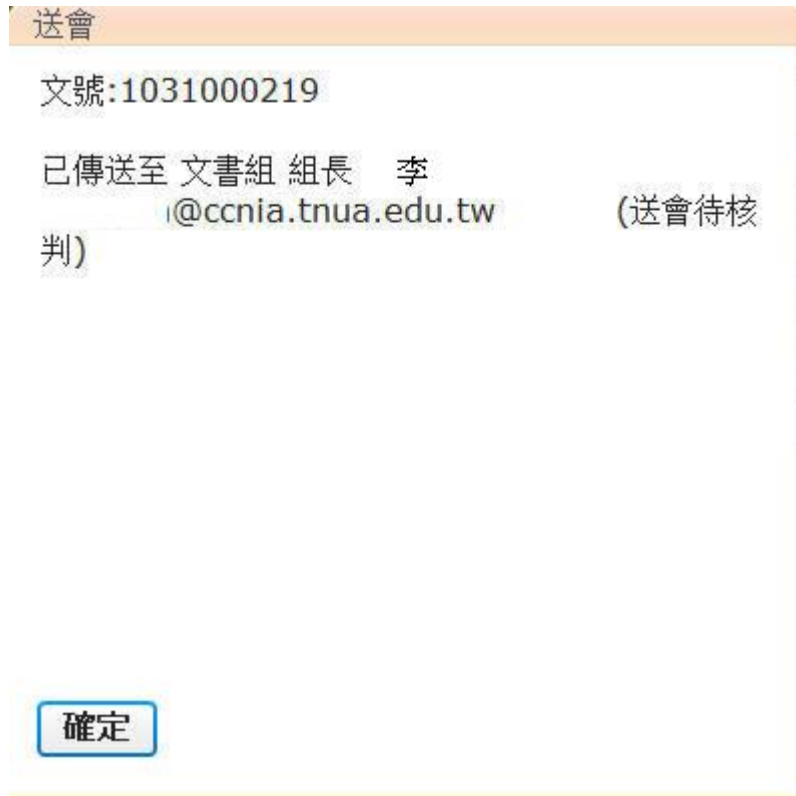 送會
文號:1031000219
已傳送至 文書組 組長 李
@ccnia.tnua.edu.tw (送會待核
判)
確定